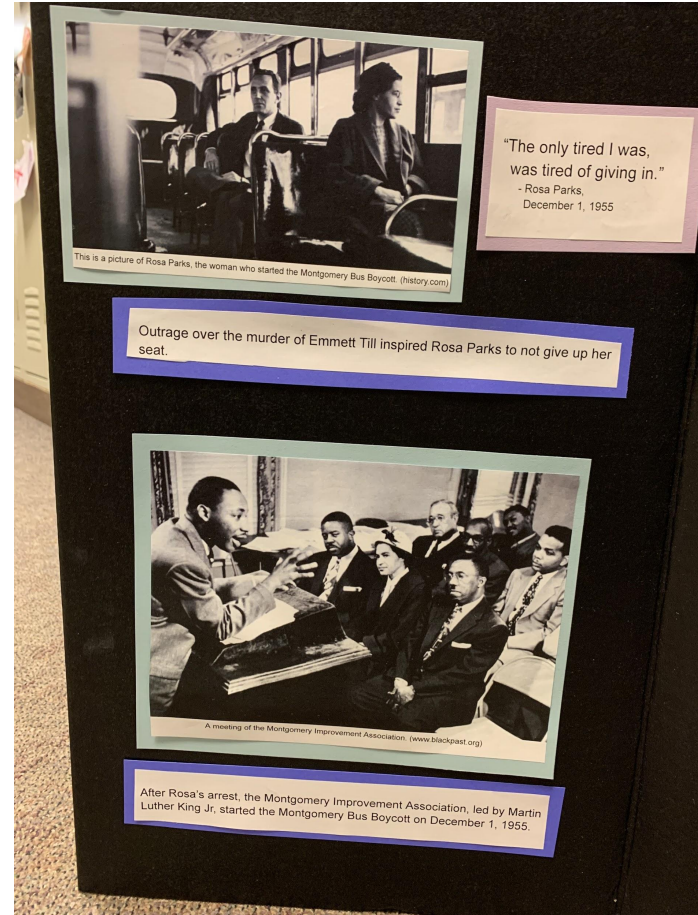 This is a picture of Rosa Parks, the woman who started the Montgomery Bus Boycott. (history.com)
“The only tired I was,
was tired of giving in.”
- Rosa Parks,
December 1, 1955
Outrage over the murder of Emmett Till inspired Rosa Parks to not give up her
seat.
A meeting of the Montgomery Improvement Association. (www.blackpast.org)
After Rosa’s arrest, the Montgomery Improvement Association, led by Martin
Luther King Jr, started the Montgomery Bus Boycott on December 1, 1955.